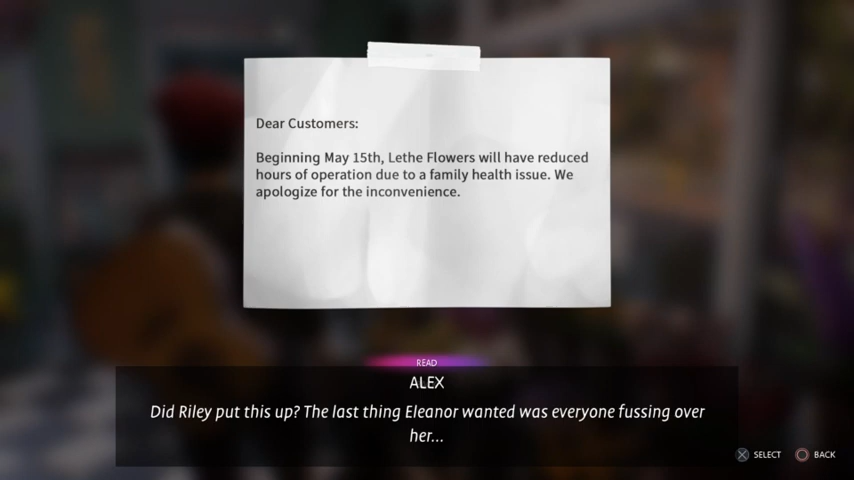 Dear Customers:
Beginning May 15th, Lethe Flowers will have reduced
hours of operation due to a family health issue. We
apologize for the inconvenience.
READ
ALEX
Did Riley put this up? The last thing Eleanor wanted was everyone fussing over
her...
SELECT
BACK